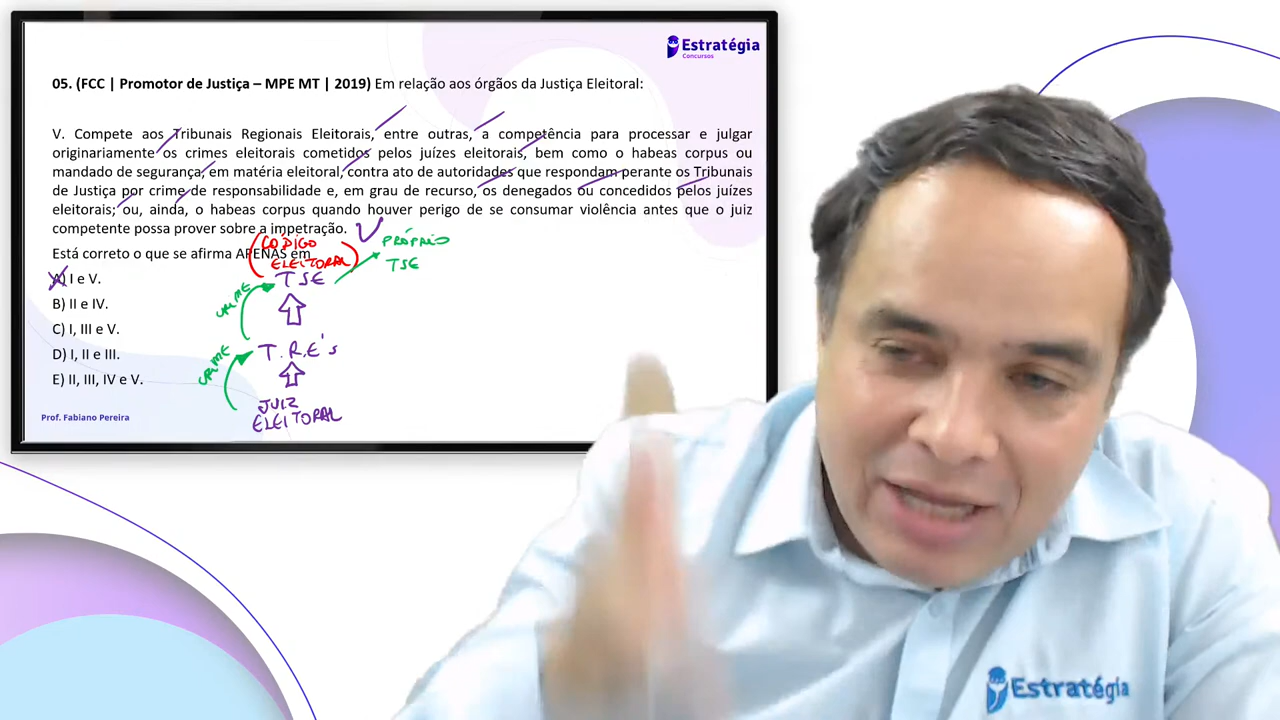 Estratégia
Concursos
05. (FCC | Promotor de Justiça – MPE MT | 2019) Em relação aos órgãos da Justiça Eleitoral:
V. Compete aos Tribunais Regionais Eleitorais, entre outras, a competência para processar e julgar
originariamente os crimes eleitorais cometidos pelos juízes eleitorais, bem como o habeas corpus ou
mandado de segurança, em matéria eleitoral, contra ato de autoridades que respondam perante os Tribunais
de Justiça por crime de responsabilidade e, em grau de recurso, os denegados ou concedidos pelos juízes
eleitorais; ou, ainda, o habeas corpus quando houver perigo de se consumar violência antes que o juiz
competente possa prover sobre a impetração.
Está correto o que se afirma APENAS em
(CÓDIGO
ELEITORAL)
PRÓPRIO
TSE
A) I e V.
TSE
B) II e IV.
CRIME
C) I, III e V.
D) I, II e III.
CRIME
T.R.E's
E) II, III, IV e V.
JUIZ
ELEITORAL
Prof. Fabiano Pereira
Estratégia